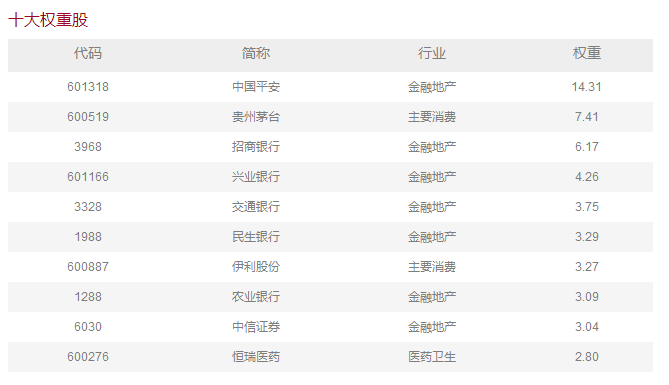 十大权重股
代码 简称 行业 权重
601318 中国平安 金融地产 14.31
600519 贵州茅台 主要消费 7.41
3968 招商银行 金融地产 6.17
601166 兴业银行 金融地产 4.26
3328 交通银行 金融地产 3.75
1988 民生银行 金融地产 3.29
600887 伊利股份 主要消费 3.27
1288 农业银行 金融地产 3.09
6030 中信证券 金融地产 3.04
600276 恒瑞医药 医药卫生 2.80